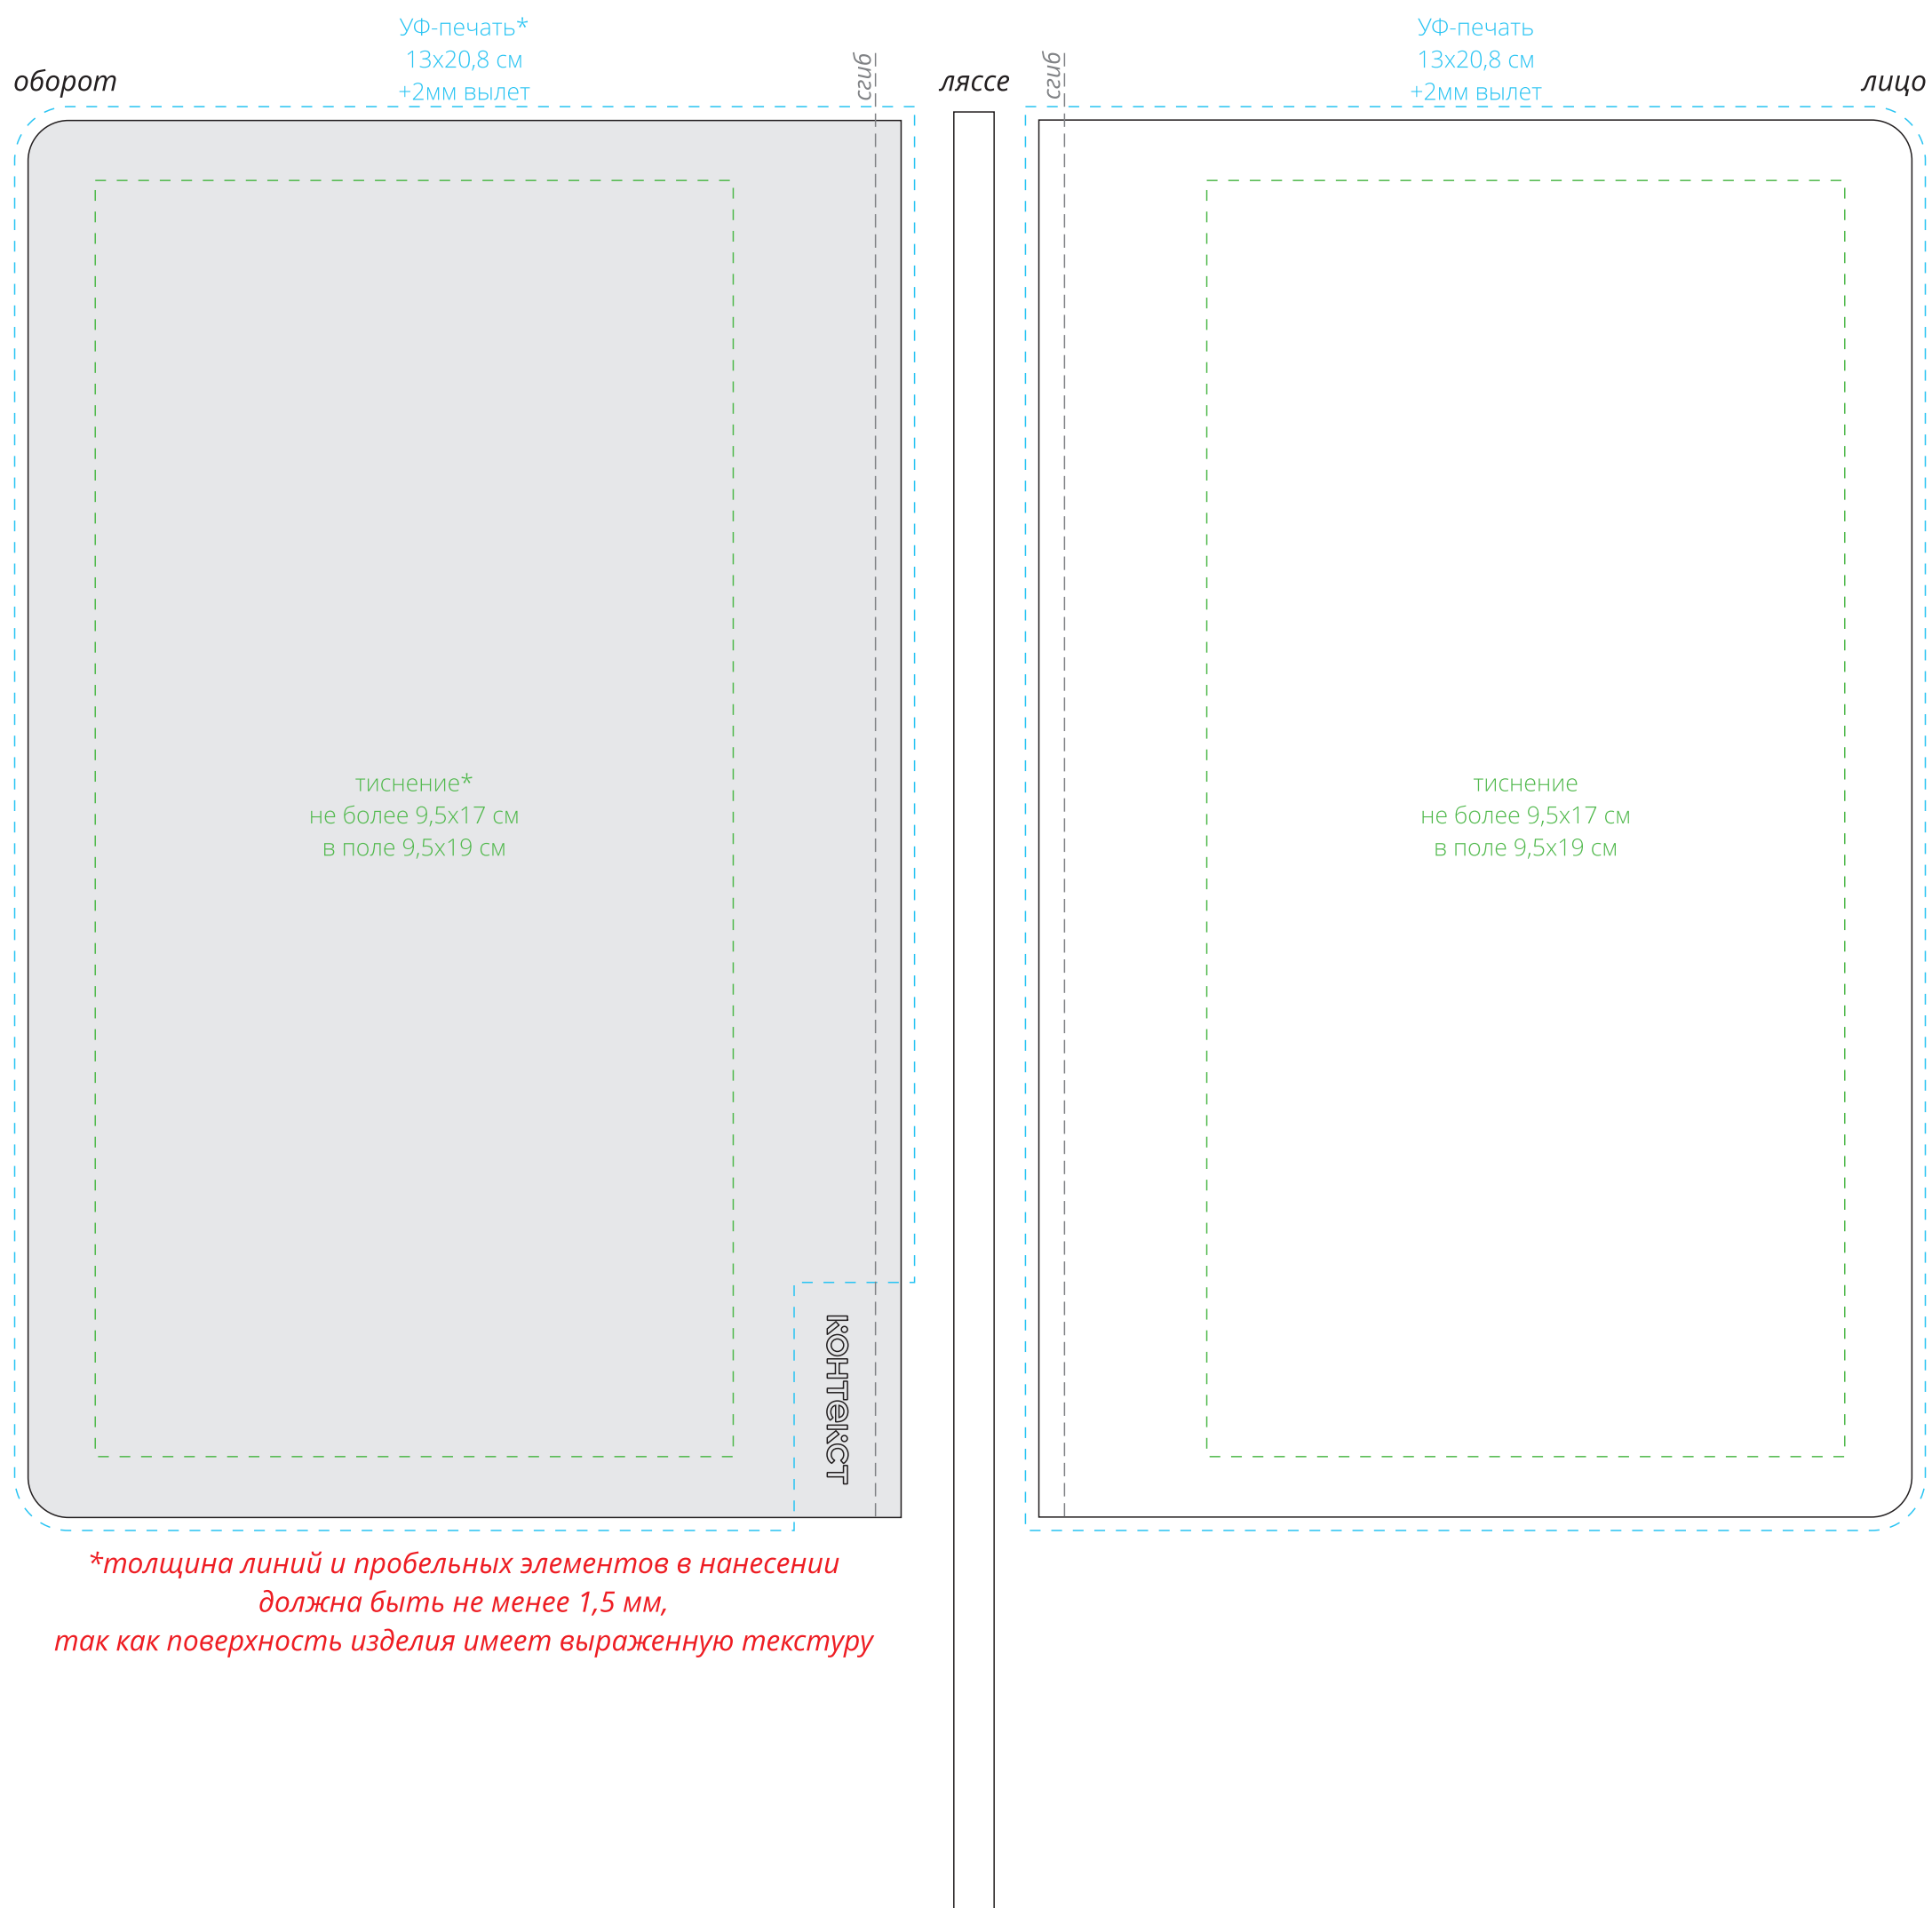 оборот
УФ-печать*
13х20,8 см
+2мм вылет
сгиб
ляссе
сгиб
УФ-печать
13х20,8 см
+2мм вылет
лицо
тиснение*
не более 9,5х17 см
в поле 9,5х19 см
тиснение
не более 9,5х17 см
в поле 9,5х19 см
контекст
*толщина линий и пробельных элементов в нанесении
должна быть не менее 1,5 мм,
так как поверхность изделия имеет выраженную текстуру